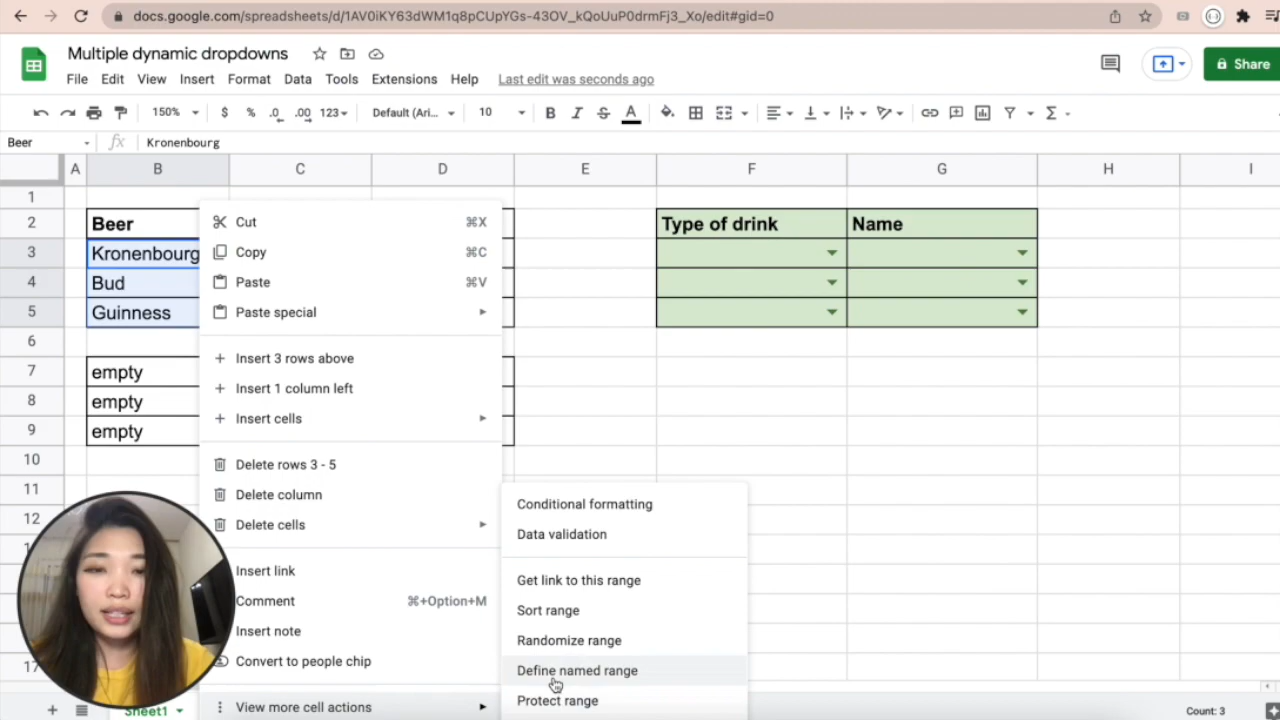 docs.google.com/spreadsheets/d/1AV0iKY63dWM1q8pCUpYGs-43OV_kQoUuP0drmFj3_Xo/edit#gid=0
Multiple dynamic dropdowns
File Edit View Insert Format Data Tools Extensions Help Last edit was seconds ago
Share
150% $ % .0 .00 123 Default (Ari... 10 B I S A
Beer fx Kronenbourg
A B C D E F G H I
1
2 Beer Type of drink Name
3 Kronenbourg
4 Bud
5 Guinness
6
7 empty
8 empty
9 empty
10
11
12
17
Cut ⌘X
Copy ⌘C
Paste ⌘V
Paste special
Insert 3 rows above
Insert 1 column left
Insert cells
Delete rows 3 - 5
Delete column
Delete cells
Insert link
Comment ⌘+Option+M
Insert note
Convert to people chip
View more cell actions
Conditional formatting
Data validation
Get link to this range
Sort range
Randomize range
Define named range
Protect range
Sheet1
Count: 3